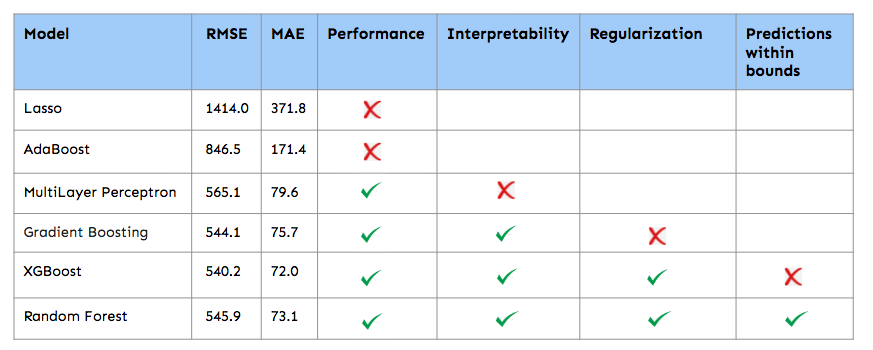 Model RMSE MAE Performance Interpretability Regularization Predictions
within
bounds
Lasso 1414.0 371.8
AdaBoost 846.5 171.4
MultiLayer Perceptron 565.1 79.6
Gradient Boosting 544.1 75.7
XGBoost 540.2 72.0
Random Forest 545.9 73.1